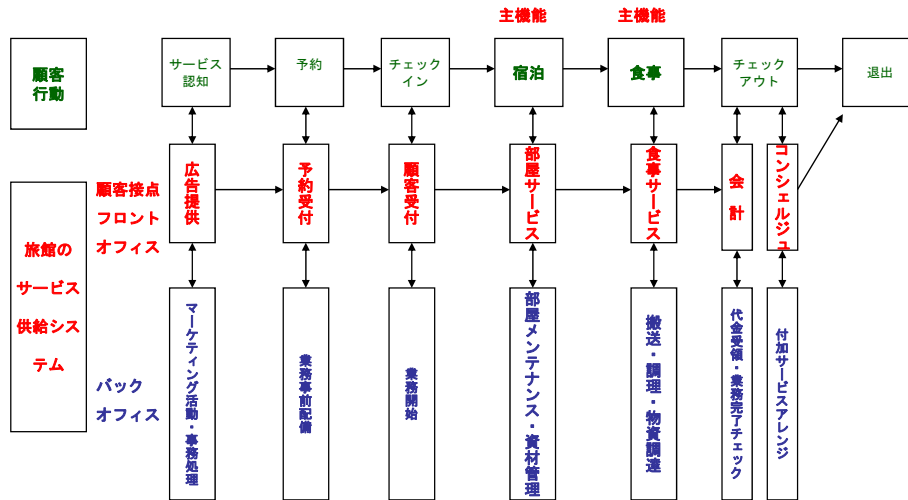 主機能
主機能
顧客
行動
サービス
認知
予約
チェック
イン
宿泊
食事
チェック
アウト
退出
旅館の
サービス
供給シス
テム
顧客接点
フロント
オフィス
広告提供
予約受付
顧客受付
部屋サービス
食事サービス
会計
コンシェルジュ
バック
オフィス
マーケティング活動・事務処理
業務事前配備
業務開始
部屋メンテナンス・資材管理
搬送・調理・物資調達
代金受領・業務完了チェック
付加サービスアレンジ